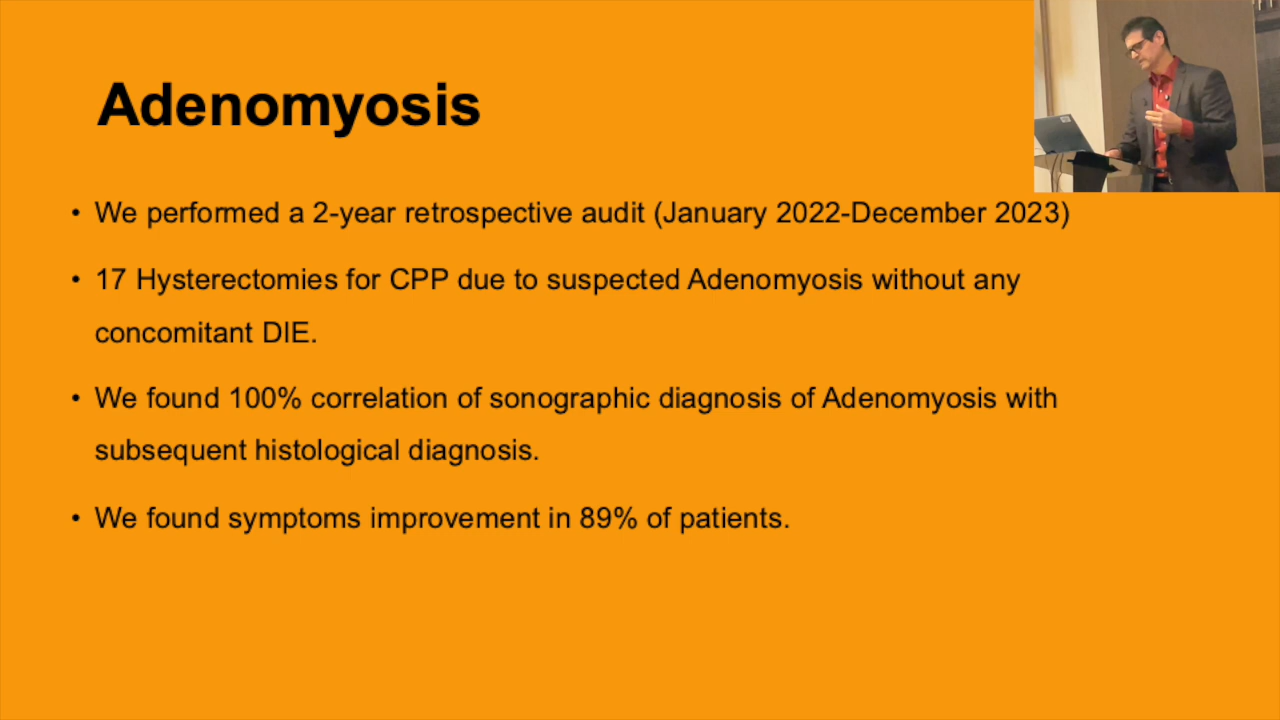 Adenomyosis
• We performed a 2-year retrospective audit (January 2022-December 2023)
• 17 Hysterectomies for CPP due to suspected Adenomyosis without any
concomitant DIE.
• We found 100% correlation of sonographic diagnosis of Adenomyosis with
subsequent histological diagnosis.
• We found symptoms improvement in 89% of patients.